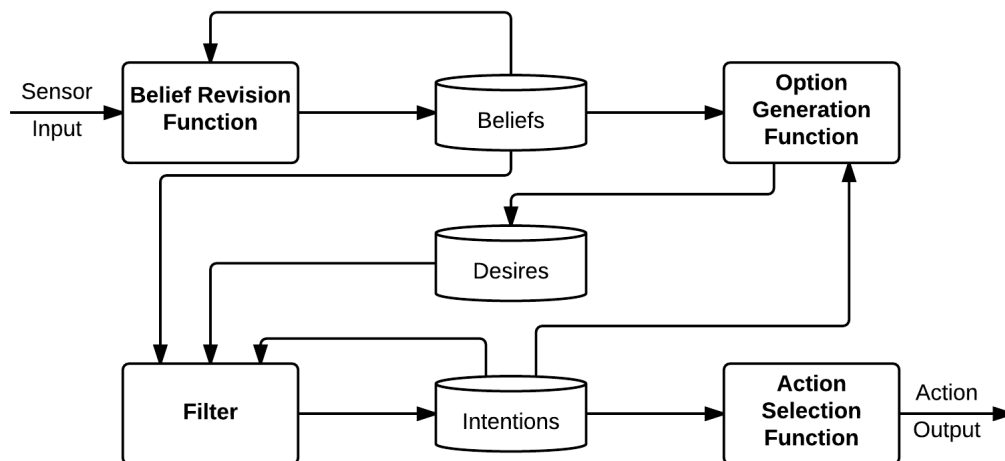 Sensor
Input
Belief Revision
Function
Beliefs
Option
Generation
Function
Desires
Filter
Intentions
Action
Selection
Function
Action
Output